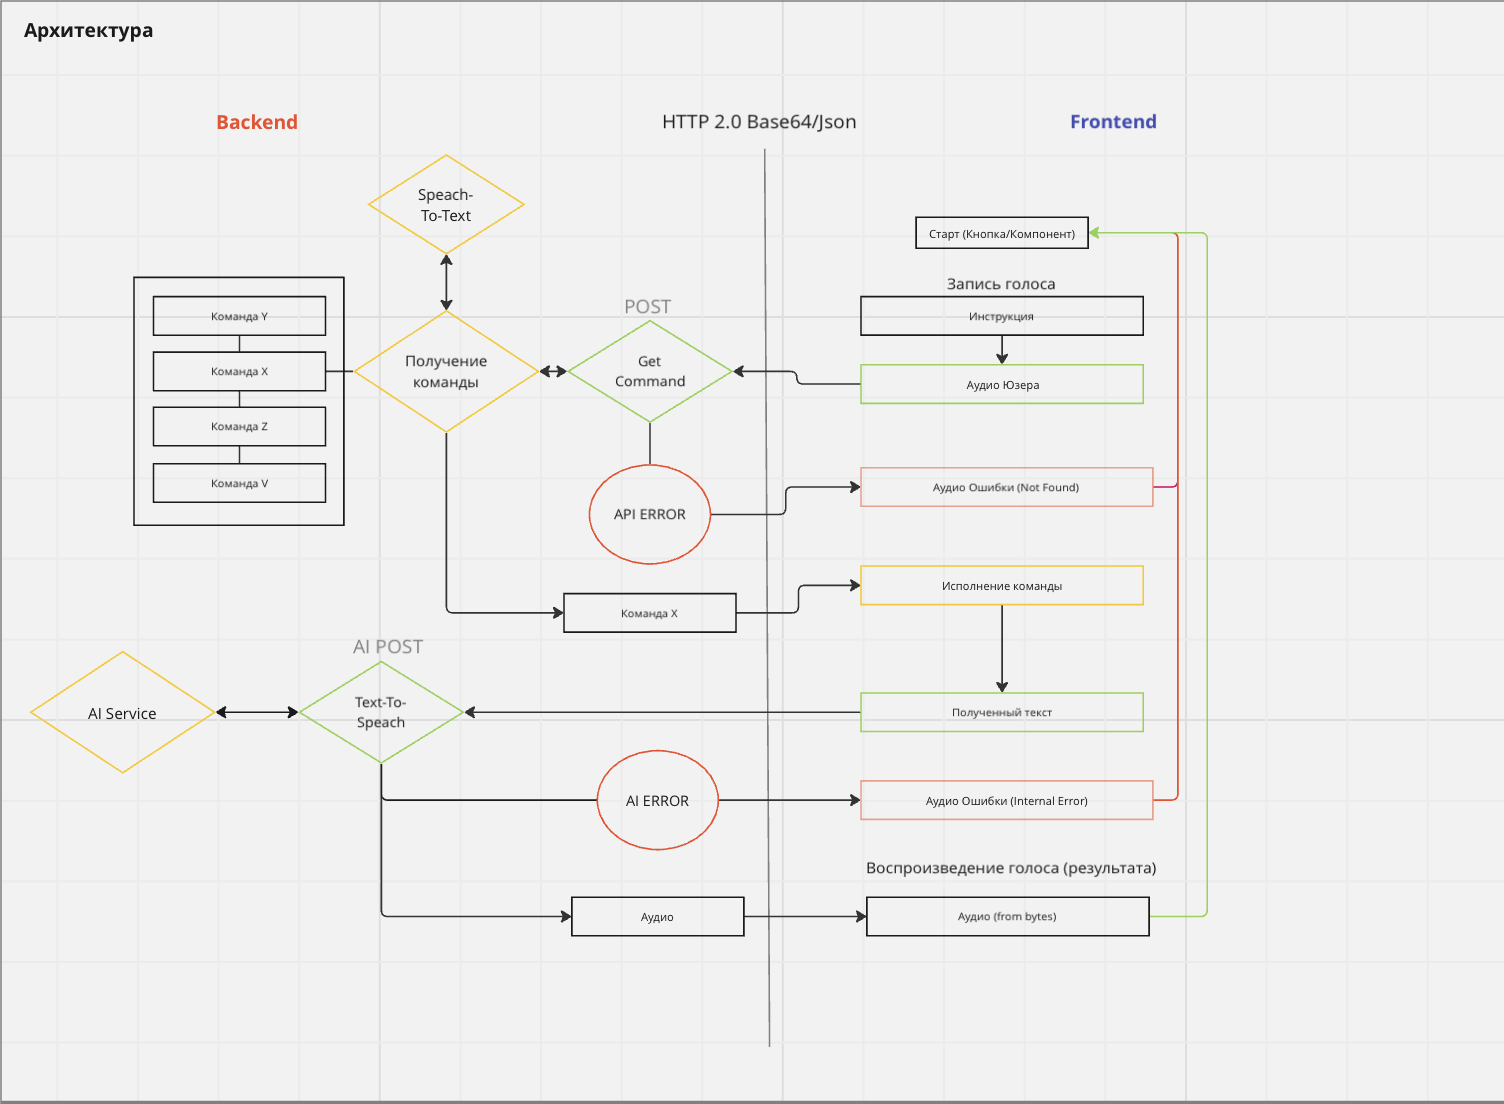 Архитектура
Backend
HTTP 2.0 Base64/Json
Frontend
Speach-
To-Text
Старт (Кнопка/Компонент)
Запись голоса
Инструкция
Аудио Юзера
POST
Get
Command
Получение
команды
Команда Y
Команда X
Команда Z
Команда V
API ERROR
Аудио Ошибки (Not Found)
Команда X
Исполнение команды
AI POST
Text-To-
Speach
AI Service
Полученный текст
AI ERROR
Аудио Ошибки (Internal Error)
Воспроизведение голоса (результата)
Аудио
Аудио (from bytes)